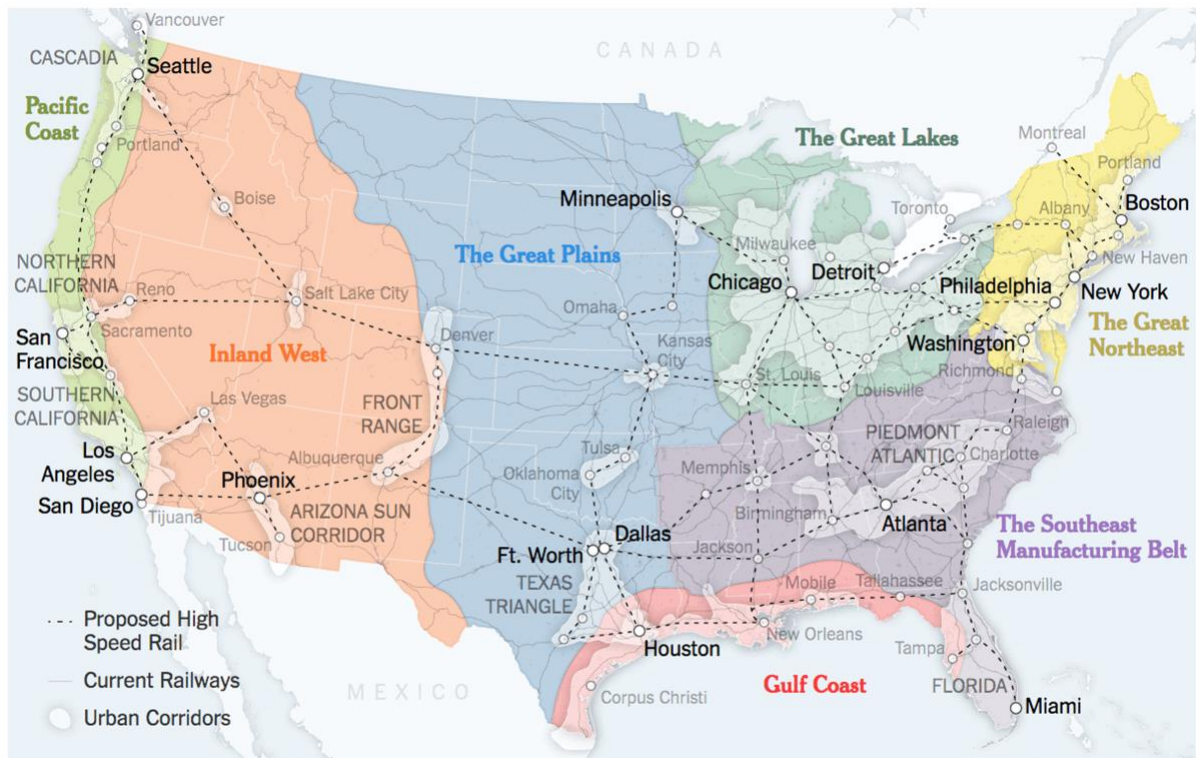 Vancouver
CANADA
CASCADIA
Seattle
Pacific
Coast
Portland
The Great Lakes
Montreal
Portland
Boise
Minneapolis
Toronto
Albany
Boston
The Great Plains
Milwaukee
New Haven
NORTHERN
CALIFORNIA
Reno
Salt Lake City
Chicago
Detroit
Philadelphia
New York
Omaha
Sacramento
San
Francisco
Inland West
Denver
Kansas
City
Washington
The Great
Northeast
St. Louis
Louisville
Richmond
SOUTHERN
CALIFORNIA
Las Vegas
FRONT
RANGE
PIEDMONT
ATLANTIC
Raleigh
Charlotte
Los
Angeles
Albuquerque
Tulsa
Oklahoma
City
Memphis
Phoenix
San Diego
Tijuana
ARIZONA SUN
CORRIDOR
Tucson
Birmingham
Atlanta
The Southeast
Manufacturing Belt
Dallas
Ft. Worth
Jackson
TEXAS
TRIANGLE
Mobile
Tallahassee
Jacksonville
New Orleans
Houston
Tampa
FLORIDA
Miami
Gulf Coast
Corpus Christi
MEXICO
Proposed High
Speed Rail
Current Railways
Urban Corridors